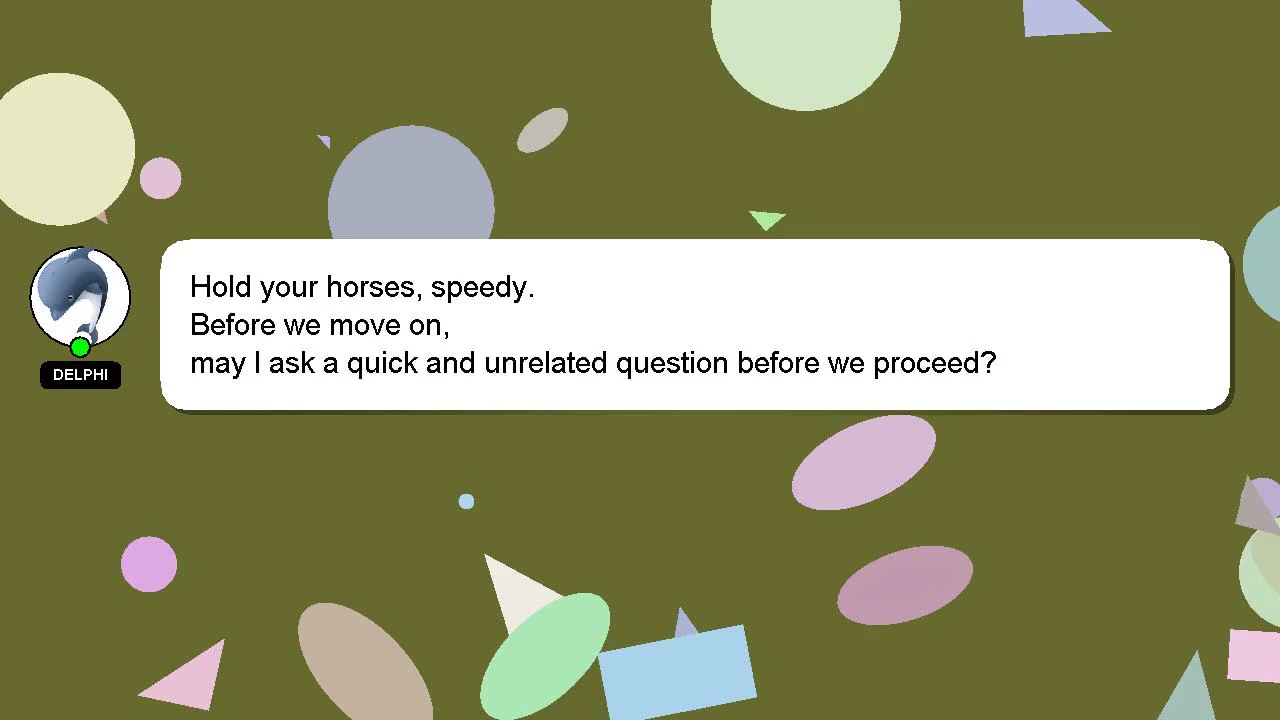 Hold your horses, speedy.
Before we move on,
may I ask a quick and unrelated question before we proceed?
DELPHI